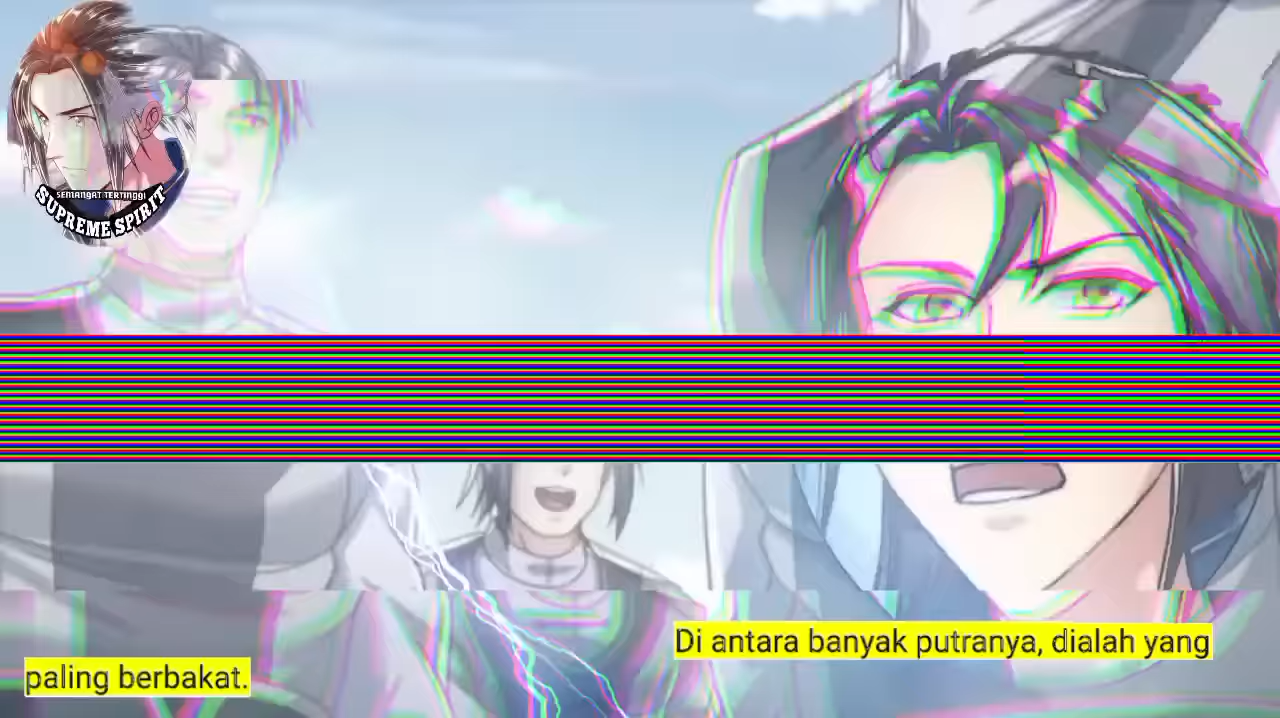 SEMANGAT TERTINGGI
SUPREME SPIRIT
Di antara banyak putranya, dialah yang
paling berbakat.